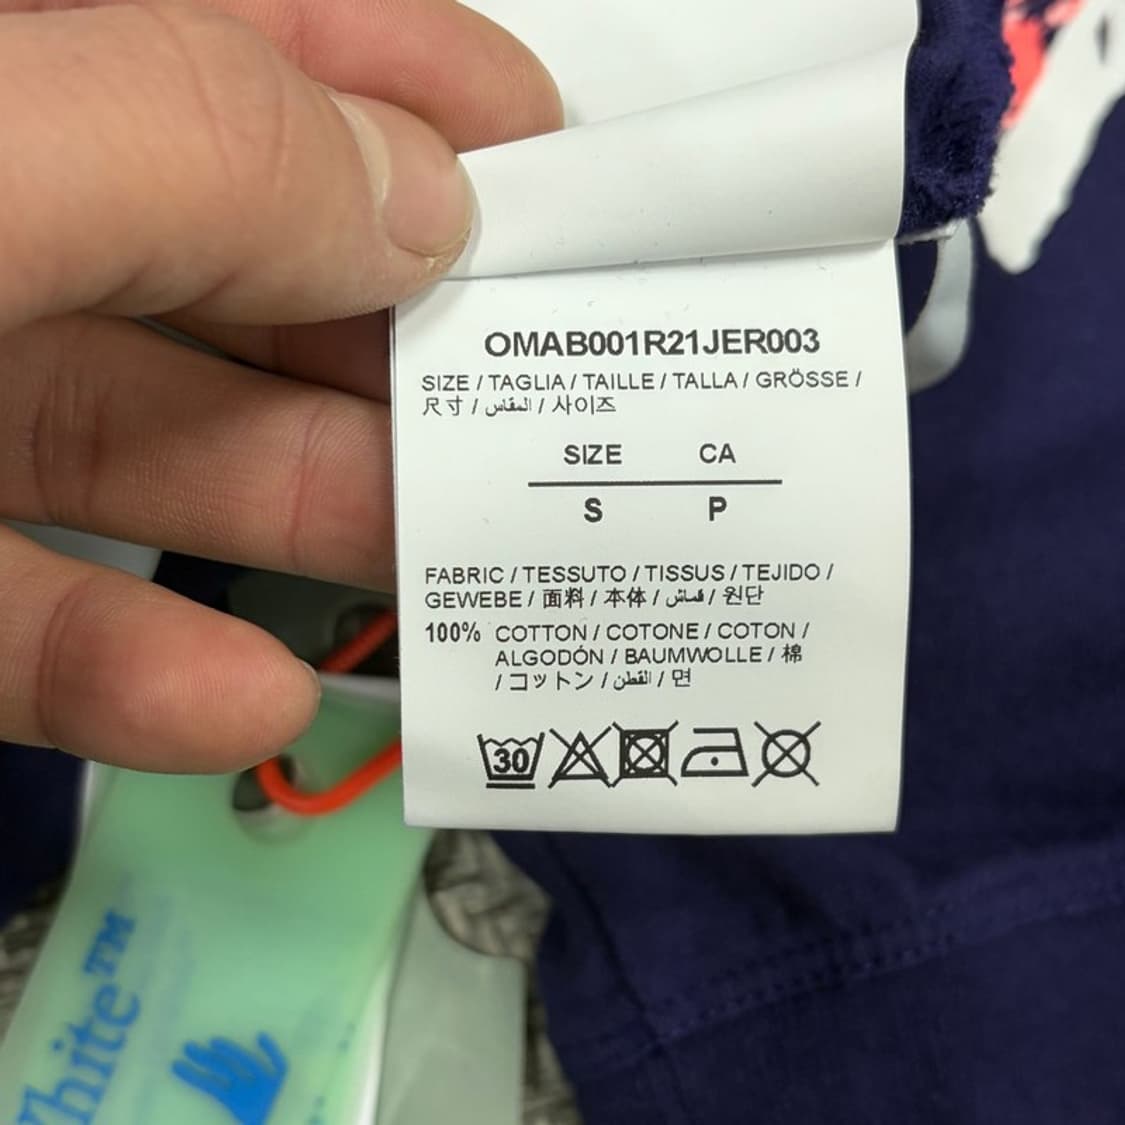 OMAB001R21JER003
SIZE / TAGLIA / TAILLE / TALLA / GRÖSSE /
尺寸 / المقاس / 사이즈
SIZE CA
S P
FABRIC / TESSUTO / TISSUS / TEJIDO /
GEWEBE / 面料 / 本体 / قماش / 원단
100% COTTON / COTONE / COTON /
ALGODÓN / BAUMWOLLE / 棉
/ コットン / القطن / 면
30
White™